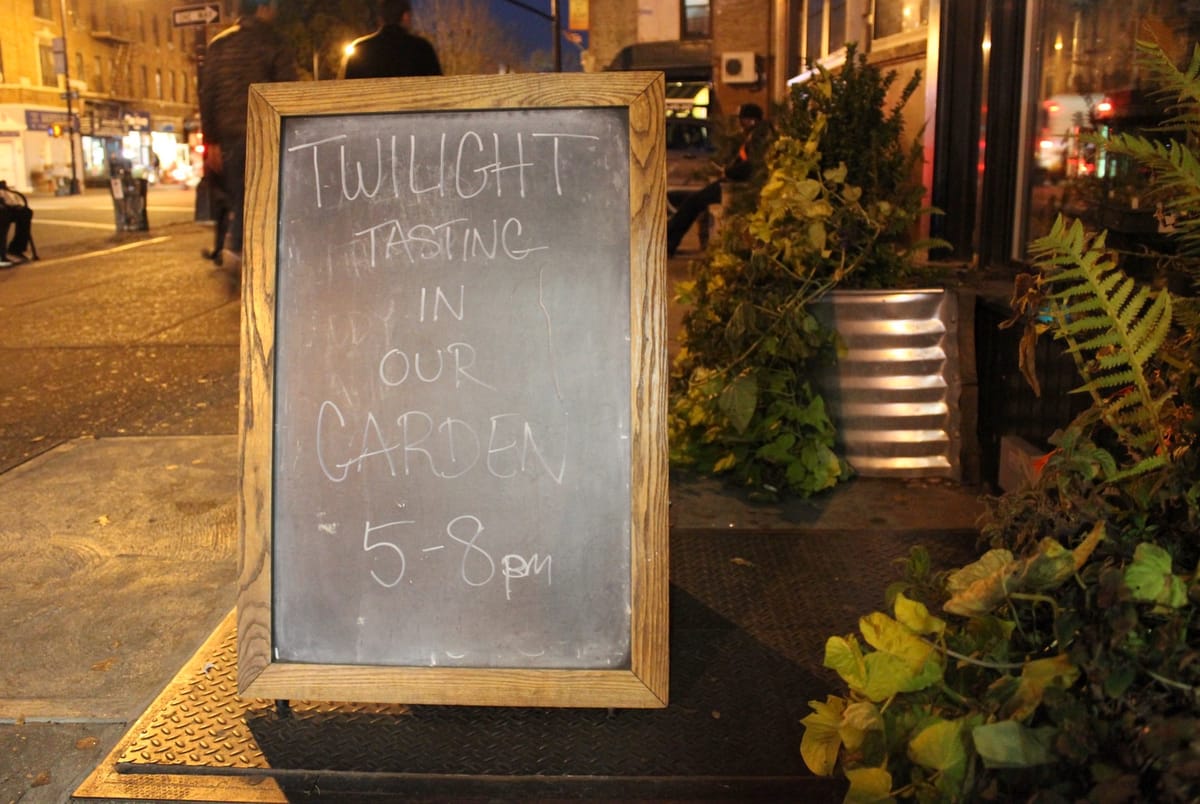 TWILIGHT
TASTING
IN
OUR
GARDEN
5-8pm